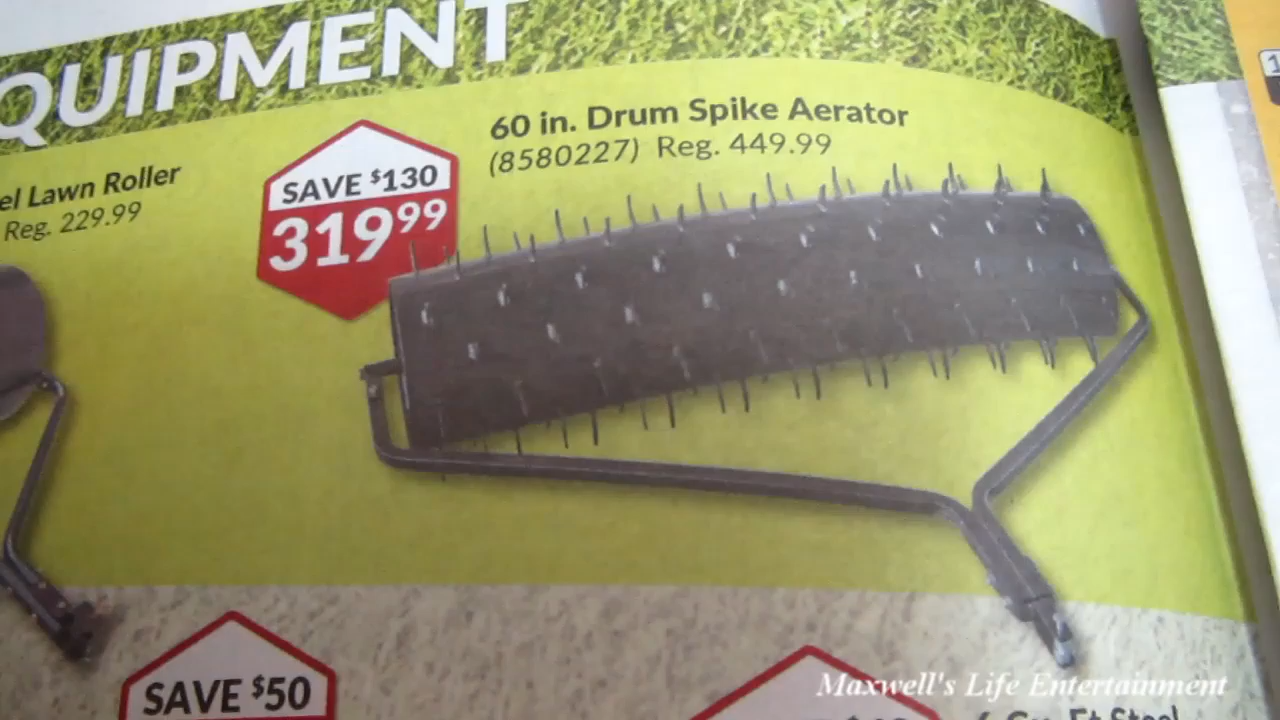 QUIPMENT
60 in. Drum Spike Aerator
(8580227) Reg. 449.99
el Lawn Roller
Reg. 229.99
SAVE $130
319 99
SAVE $50
Maxwell's Life Entertainment